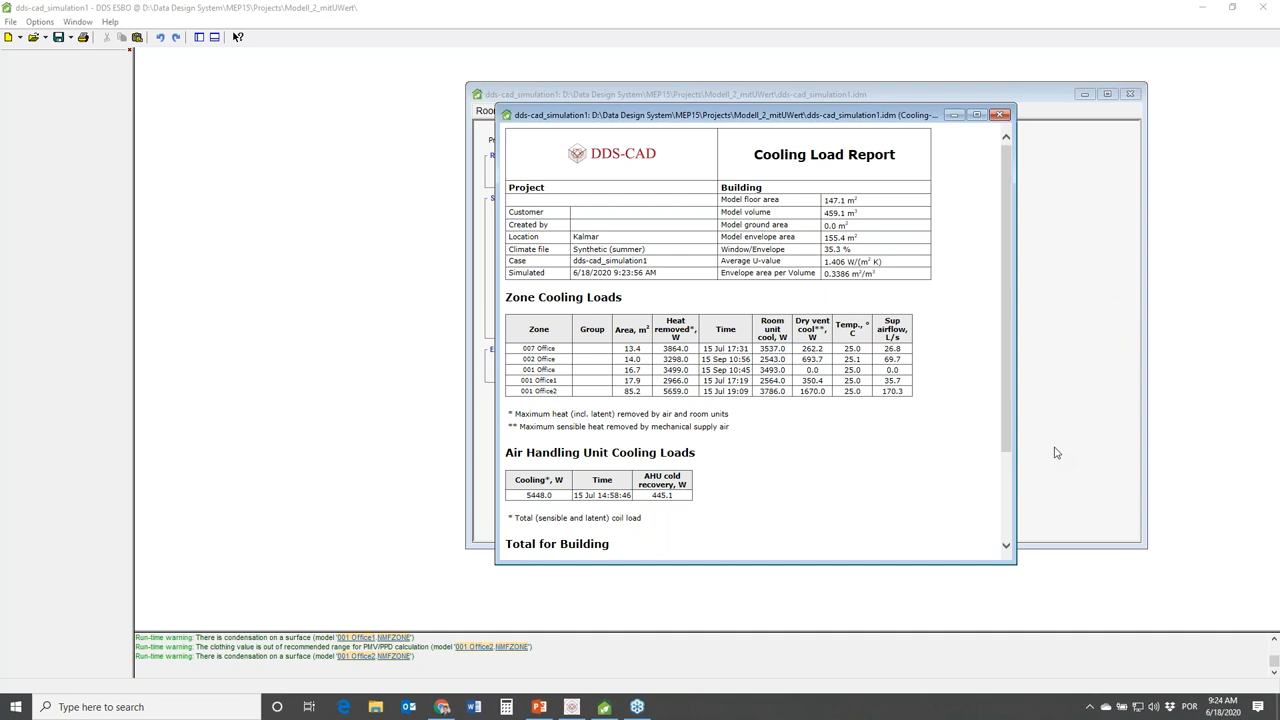 dds-cad_simulation1 - DDS ESBO @ D:\Data Design System\MEP15\Projects\Modell_2_mitUWert\
File Options Window Help
dds-cad_simulation1: D:\Data Design System\MEP15\Projects\Modell_2_mitUWert\dds-cad_simulation1.idm
dds-cad_simulation1: D:\Data Design System\MEP15\Projects\Modell_2_mitUWert\dds-cad_simulation1.idm (Cooling-...
DDS-CAD Cooling Load Report
Project Building
Model floor area 147.1 m²
Customer Model volume 459.1 m³
Created by Model ground area 0.0 m²
Location Kalmar Model envelope area 155.4 m²
Climate file Synthetic (summer) Window/Envelope 35.3 %
Case dds-cad_simulation1 Average U-value 1.406 W/(m² K)
Simulated 6/18/2020 9:23:56 AM Envelope area per Volume 0.3386 m²/m³
Zone Cooling Loads
Zone Group Area, m² Heat removed*, W Time Room unit cool, W Dry vent cool**, W Temp., ° C Sup airflow, L/s
007 Office 13.4 3864.0 15 Jul 17:31 3537.0 262.2 25.0 26.8
002 Office 14.0 3298.0 15 Sep 10:56 2543.0 693.7 25.1 69.7
001 Office 16.7 3499.0 15 Sep 10:45 3493.0 0.0 25.0 0.0
001 Office1 17.9 2966.0 15 Jul 17:19 2564.0 350.4 25.0 35.7
001 Office2 85.2 5659.0 15 Jul 19:09 3786.0 1670.0 25.0 170.3
* Maximum heat (incl. latent) removed by air and room units
** Maximum sensible heat removed by mechanical supply air
Air Handling Unit Cooling Loads
Cooling*, W Time AHU cold recovery, W
5448.0 15 Jul 14:58:46 445.1
* Total (sensible and latent) coil load
Total for Building
Run-time warning: There is condensation on a surface (model '001 Office1.NMFZONE')
Run-time warning: The clothing value is out of recommended range for PMV/PPD calculation (model '001 Office2.NMFZONE')
Run-time warning: There is condensation on a surface (model '001 Office2.NMFZONE')
Type here to search
POR
9:24 AM
6/18/2020